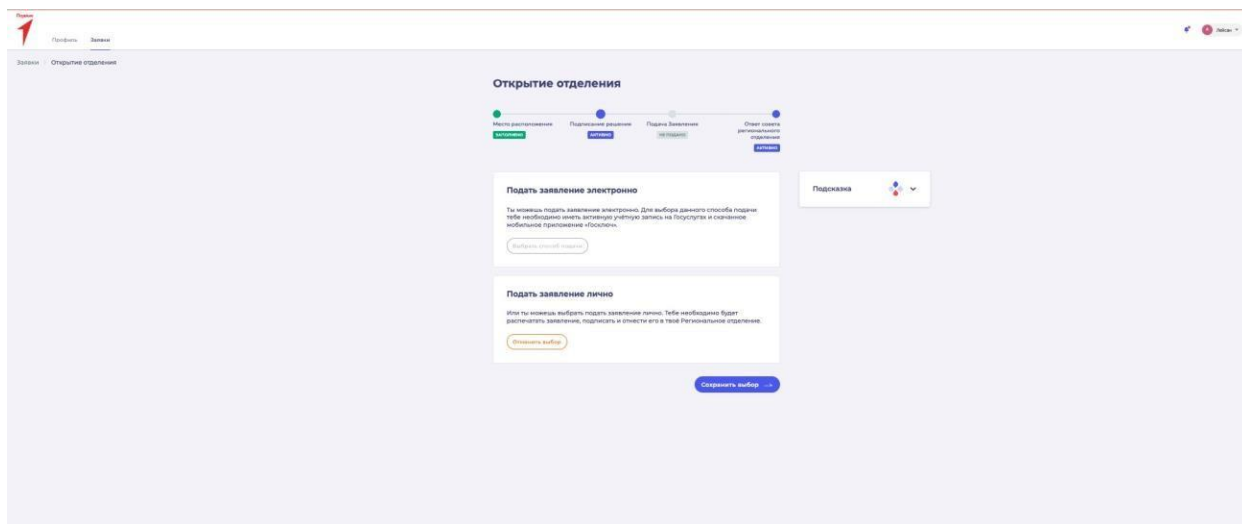 Первые
Профиль Заявки
Лейсан
Заявки / Открытие отделения
Открытие отделения
Место расположения
ЗАПОЛНЕНО
Подписание решения
АКТИВНО
Подача Заявления
НЕ ПОДАНО
Ответ совета
регионального
отделения
АКТИВНО
Подать заявление электронно
Ты можешь подать заявление электронно. Для выбора данного способа подачи
тебе необходимо иметь активную учётную запись на Госуслугах и скачанное
мобильное приложение «Госключ».
Выбрать способ подачи
Подсказка
Подать заявление лично
Или ты можешь выбрать подать заявление лично. Тебе необходимо будет
распечатать заявление, подписать и отнести его в твоё Региональное отделение.
Отменить выбор
Сохранить выбор